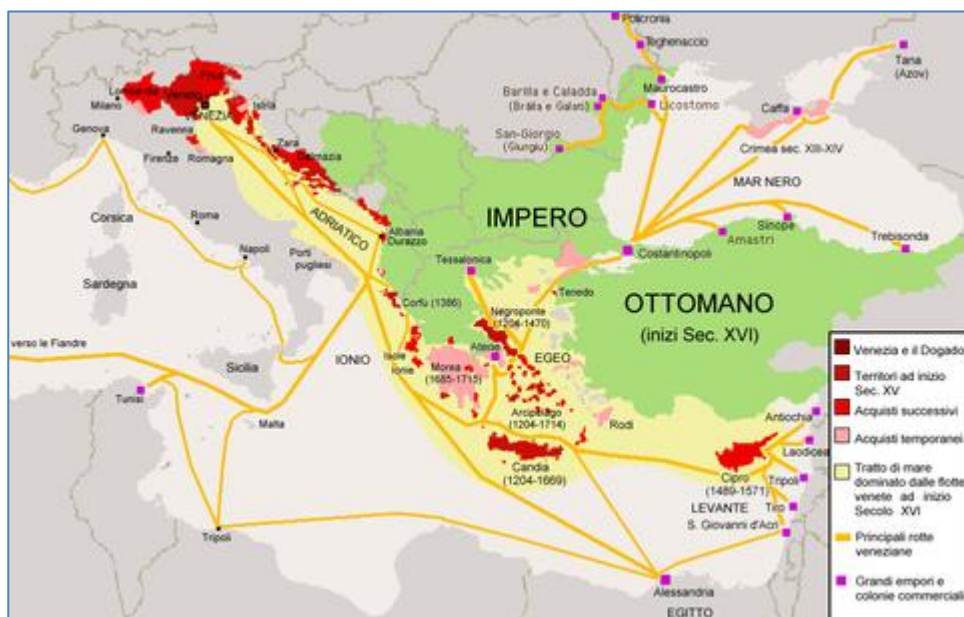 Policronia
Teghenaccio
Tana
(Azov)
Maurocastro
Barilla e Caladda
(Brăila e Galați)
Licostomo
Caffa
San-Giorgio
(Giurgiu)
Crimea sec. XIII-XIV
MAR NERO
Friuli
Lombardia
Veneto
Milano
VENEZIA
Istria
Genova
Ravenna
Romagna
Firenze
Zara
Dalmazia
IMPERO
Sinope
Amastri
Trebisonda
Costantinopoli
Corsica
Roma
ADRIATICO
Albania
Durazzo
Napoli
Porti
pugliesi
Tessalonica
Tenedo
Sardegna
Corfù (1386)
Negroponte
(1204-1470)
OTTOMANO
(inizi Sec. XVI)
verso le Fiandre
IONIO
Isole
Ionie
Atene
EGEO
Morea
(1685-1715)
Sicilia
Tunisi
Malta
Arcipelago
(1204-1714)
Rodi
Antiochia
Laodicea
Candia
(1204-1669)
Cipro
(1489-1571)
Tripoli
LEVANTE
Tiro
S. Giovanni d'Acri
Tripoli
Alessandria
EGITTO
Venezia e il Dogado
Territori ad inizio
Sec. XV
Acquisti successivi
Acquisti temporanei
Tratto di mare
dominato dalle flotte
venete ad inizio
Secolo XVI
Principali rotte
veneziane
Grandi empori e
colonie commerciali